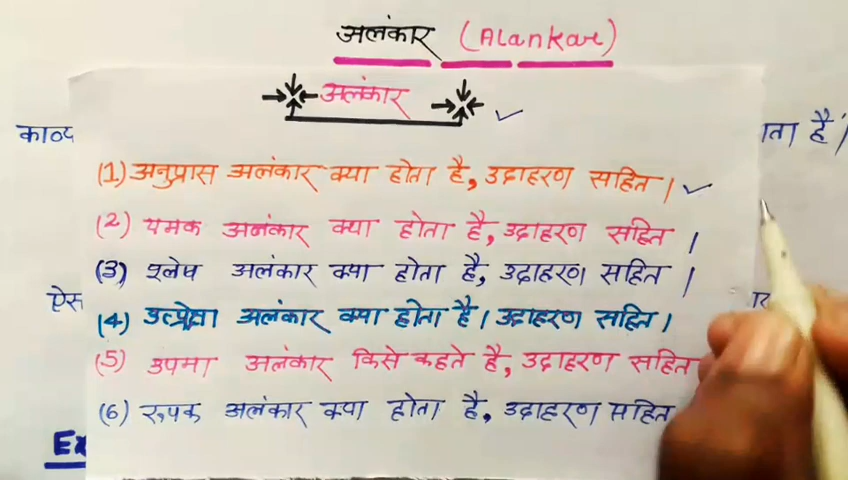 अलंकार (Alankar)
अलंकार
काव्य
ता है।
(1) अनुप्रास अलंकार क्या होता है, उदाहरण सहित।
(2) यमक अलंकार क्या होता है, उदाहरण सहित।
(3) श्लेष अलंकार क्या होता है, उदाहरण सहित।
ऐस
(4) उत्प्रेक्षा अलंकार क्या होता है। उदाहरण सहित।
(5) उपमा अलंकार किसे कहते है, उदाहरण सहित
(6) रूपक अलंकार क्या होता है, उदाहरण सहित
Ex